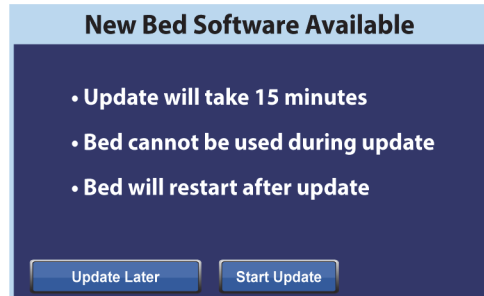 New Bed Software Available
• Update will take 15 minutes
• Bed cannot be used during update
• Bed will restart after update
Update Later
Start Update